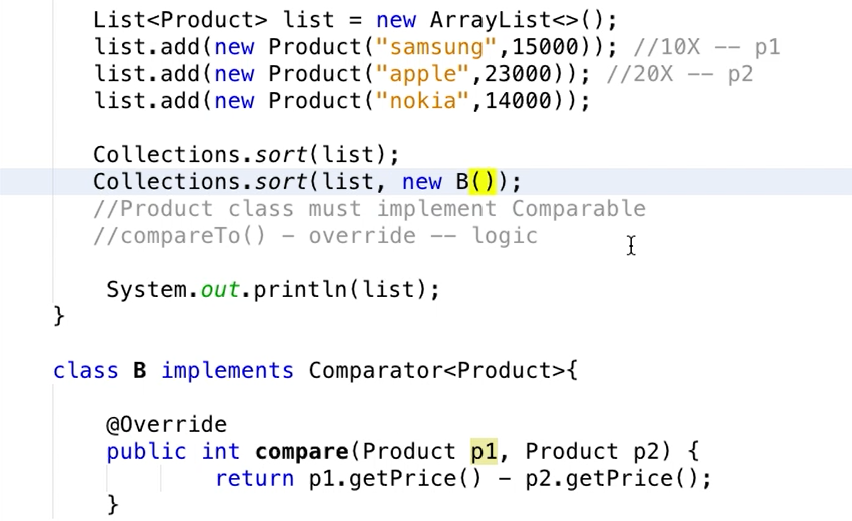 List<Product> list = new ArrayList<>();
list.add(new Product("samsung",15000)); //10X -- p1
list.add(new Product("apple",23000)); //20X -- p2
list.add(new Product("nokia",14000));
Collections.sort(list);
Collections.sort(list, new B());
//Product class must implement Comparable
//compareTo() - override -- logic
System.out.println(list);
}
class B implements Comparator<Product>{
@Override
public int compare(Product p1, Product p2) {
return p1.getPrice() - p2.getPrice();
}